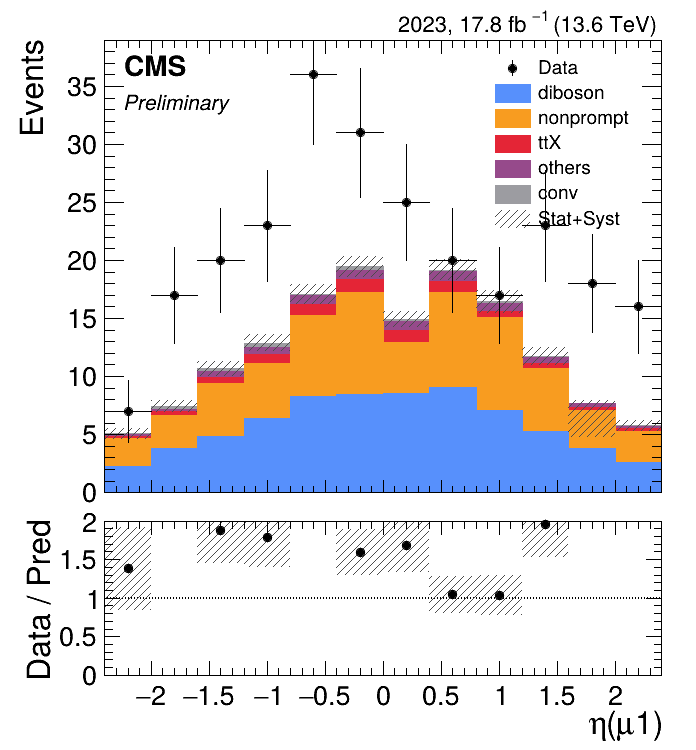 2023, 17.8 fb⁻¹ (13.6 TeV)
CMS
Preliminary
Events
35
30
25
20
15
10
5
0
Data
diboson
nonprompt
ttX
others
conv
Stat+Syst
Data / Pred
2
1.5
1
0.5
0
−2 −1.5 −1 −0.5 0 0.5 1 1.5 2
η(μ1)